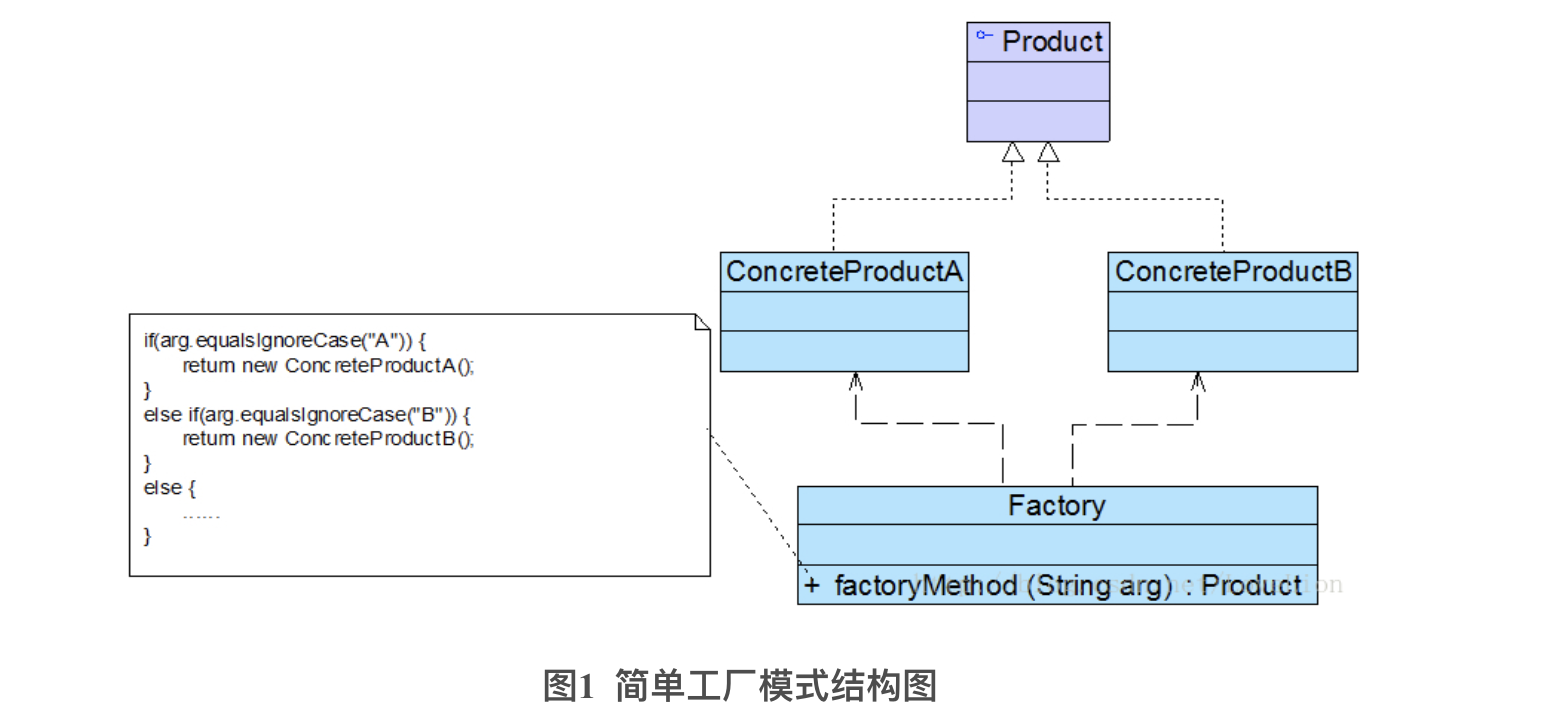 Product
ConcreteProductA
ConcreteProductB
if(arg.equalsIgnoreCase("A")) {
return new ConcreteProductA();
}
else if(arg.equalsIgnoreCase("B")) {
return new ConcreteProductB();
}
else {
......
}
Factory
+ factoryMethod (String arg) : Product
图1 简单工厂模式结构图